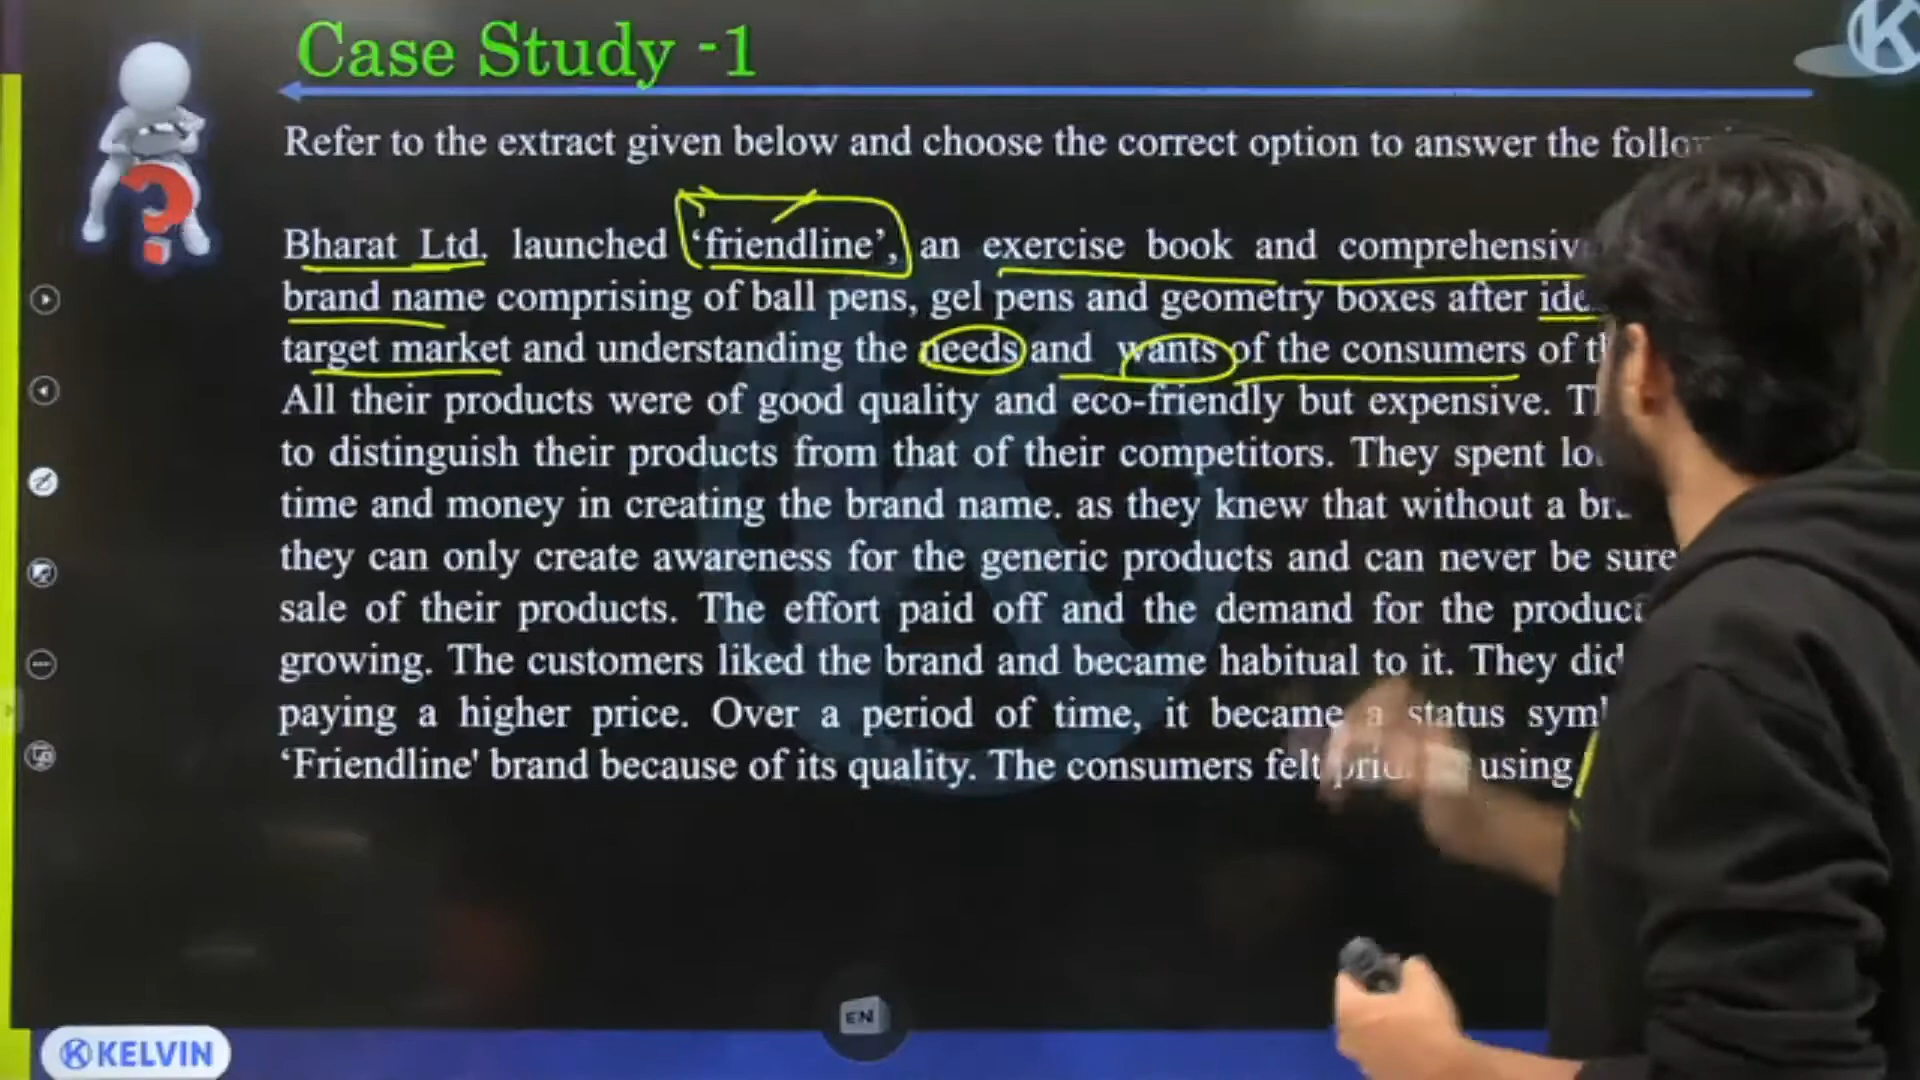 Case Study -1
Refer to the extract given below and choose the correct option to answer the
Bharat Ltd. launched ‘friendline’, an exercise book and
brand name comprising of ball pens, gel pens and geometry boxes after
target market and understanding the needs and wants of the consumers of
All their products were of good quality and eco-friendly but expensive.
to distinguish their products from that of their competitors. They spent
time and money in creating the brand name. as they knew that without a
they can only create awareness for the generic products and can never be sure
sale of their products. The effort paid off and the demand for the
growing. The customers liked the brand and became habitual to it. They
paying a higher price. Over a period of time, it became a status
‘Friendline' brand because of its quality. The consumers felt using
EN
KELVIN